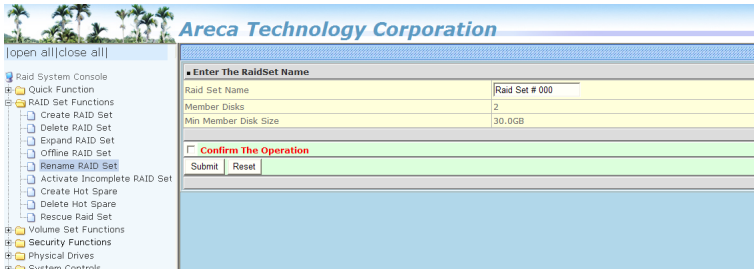 Areca Technology Corporation
|open all|close all|
Raid System Console
Quick Function
RAID Set Functions
Create RAID Set
Delete RAID Set
Expand RAID Set
Offline RAID Set
Rename RAID Set
Activate Incomplete RAID Set
Create Hot Spare
Delete Hot Spare
Rescue Raid Set
Volume Set Functions
Security Functions
Physical Drives
System Controls
Enter The RaidSet Name
Raid Set Name Raid Set # 000
Member Disks 2
Min Member Disk Size 30.0GB
Confirm The Operation
Submit Reset